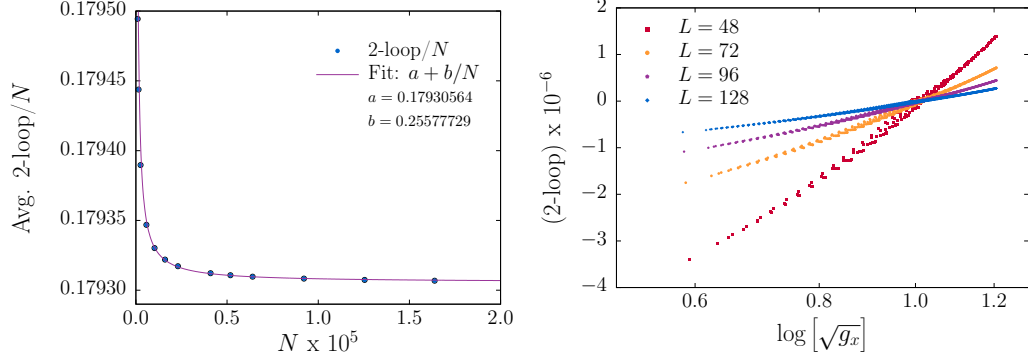 0.17950
0.17945
0.17940
0.17935
0.17930
Avg. 2-loop/N
2-loop/N
Fit: a + b/N
a = 0.17930564
b = 0.25577729
0.0 0.5 1.0 1.5 2.0
N x 10^5
2
1
0
−1
−2
−3
−4
(2-loop) x 10^{−6}
L = 48
L = 72
L = 96
L = 128
0.6 0.8 1.0 1.2
log [√g_x]